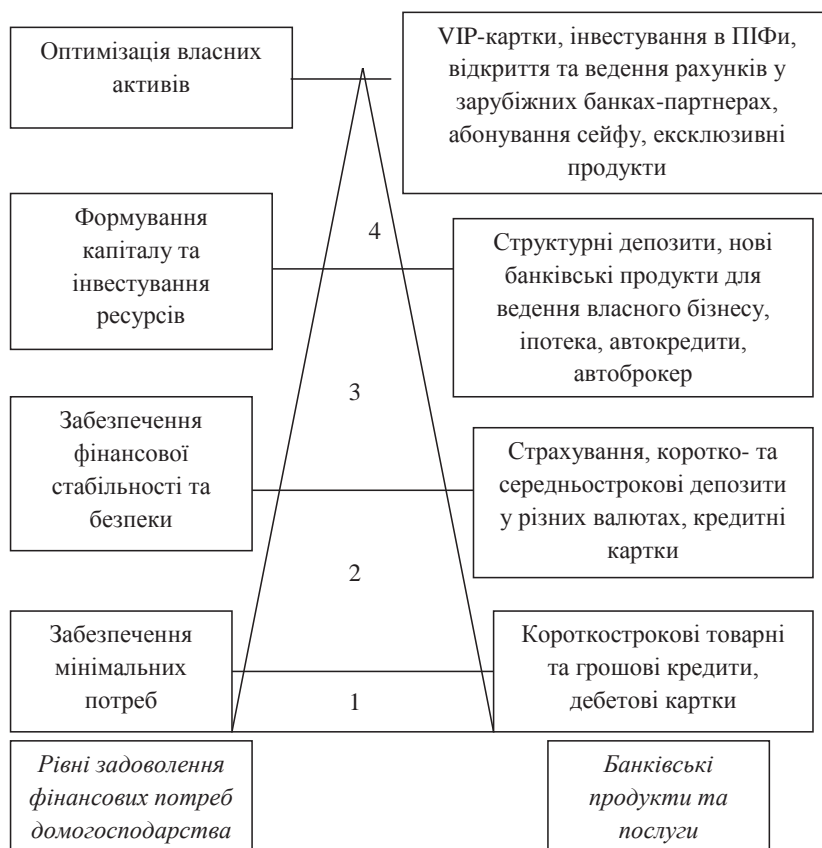 Оптимізація власних
активів
VIP-картки, інвестування в ПІФи,
відкриття та ведення рахунків у
зарубіжних банках-партнерах,
абонування сейфу, ексклюзивні
продукти
Формування
капіталу та
інвестування
ресурсів
4
Структурні депозити, нові
банківські продукти для
ведення власного бізнесу,
іпотека, автокредити,
автоброкер
3
Забезпечення
фінансової
стабільності та
безпеки
Страхування, коротко- та
середньострокові депозити
у різних валютах, кредитні
картки
2
Забезпечення
мінімальних
потреб
Короткострокові товарні
та грошові кредити,
дебетові картки
1
Рівні задоволення
фінансових потреб
домогосподарства
Банківські
продукти та
послуги